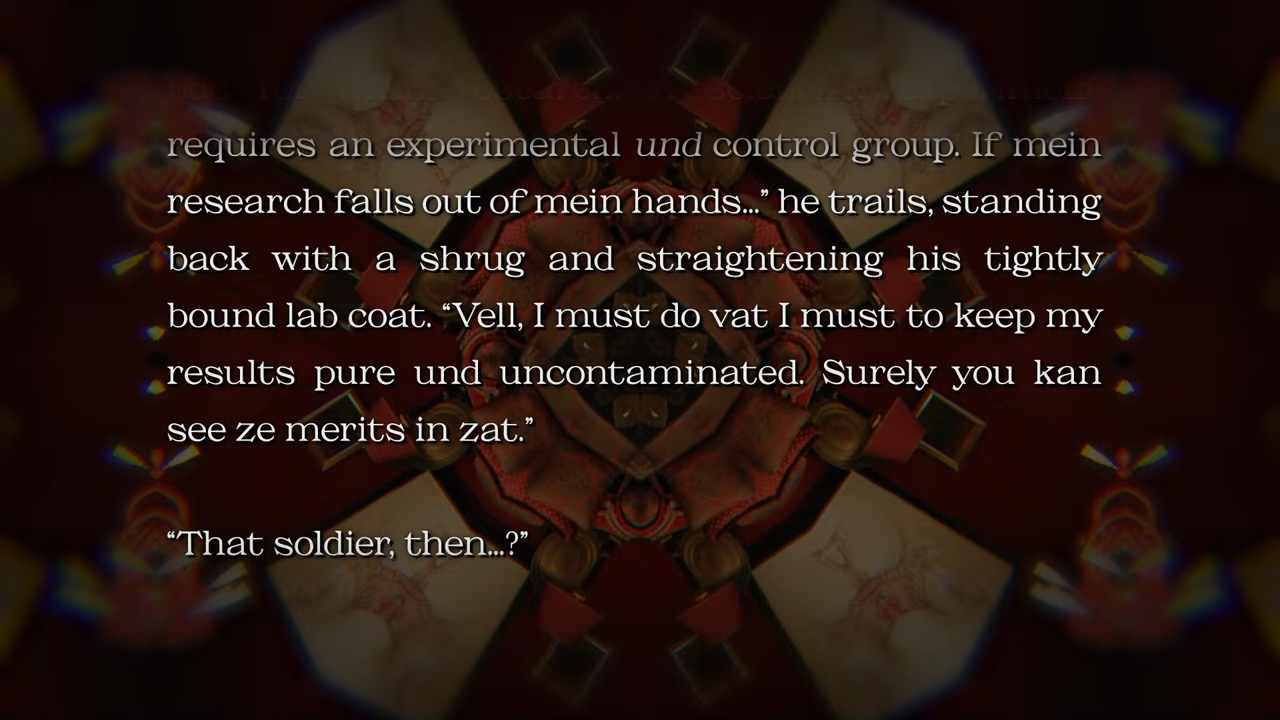 requires an experimental und control group. If mein
research falls out of mein hands...” he trails, standing
back with a shrug and straightening his tightly
bound lab coat. “Vell, I must do vat I must to keep my
results pure und uncontaminated. Surely you kan
see ze merits in zat.”
“That soldier, then...?”